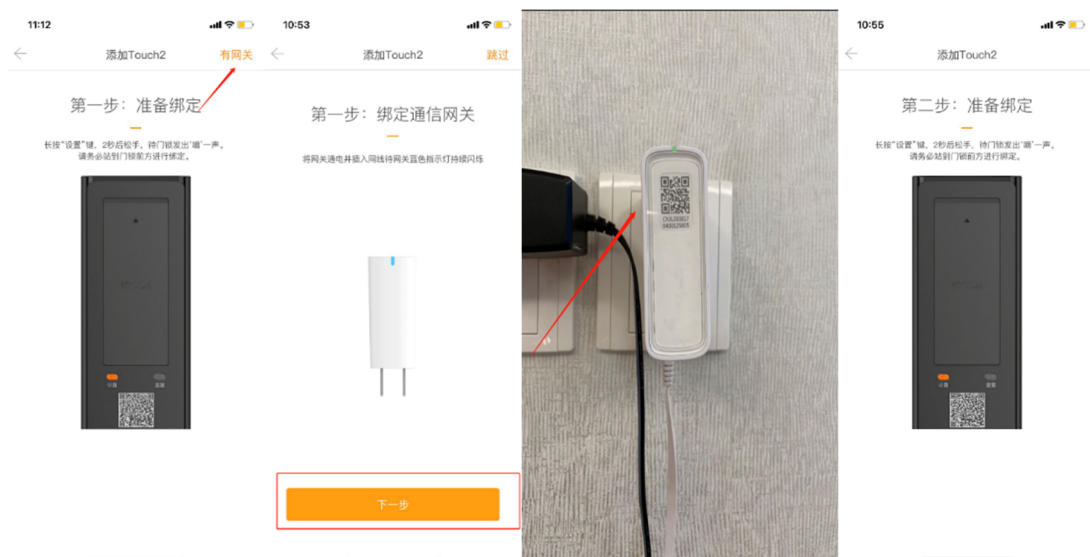 11:12
添加Touch2
有网关
第一步：准备绑定
长按“设置”键，2秒后松手，待门锁发出‘嘀’一声。
请务必站到门锁前方进行绑定。
设置
10:53
添加Touch2
跳过
第一步：绑定通信网关
将网关通电并插入网线待网关蓝色指示灯持续闪烁
下一步
10:55
添加Touch2
第二步：准备绑定
长按“设置”键，2秒后松手，待门锁发出‘嘀’一声。
请务必站到门锁前方进行绑定。
设置